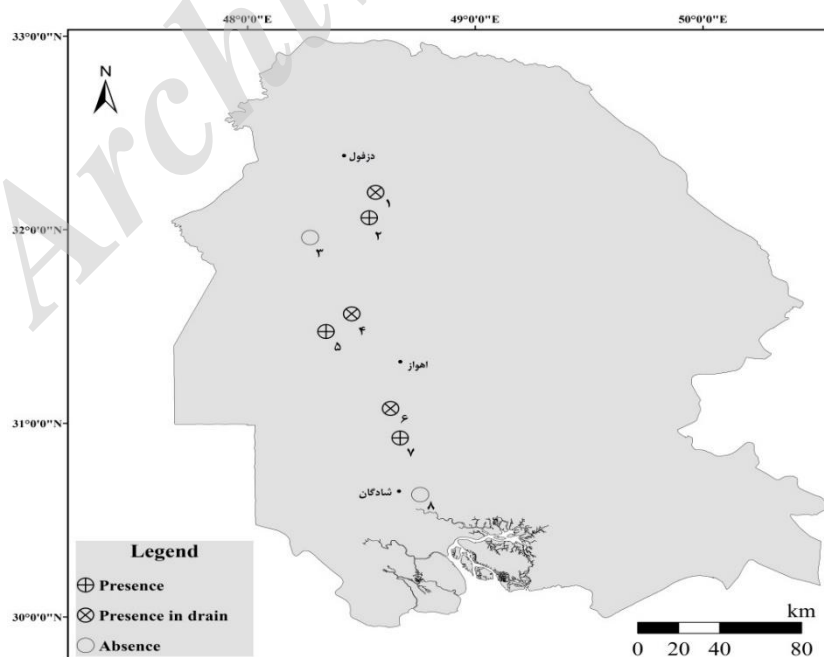 48°0'0"E 49°0'0"E 50°0'0"E
33°0'0"N
N
دزفول
۱
۲
32°0'0"N
۳
۴
۵
اهواز
31°0'0"N
۶
۷
شادگان
۸
Legend
Presence
Presence in drain
Absence
30°0'0"N
km
0 20 40 80
Archi